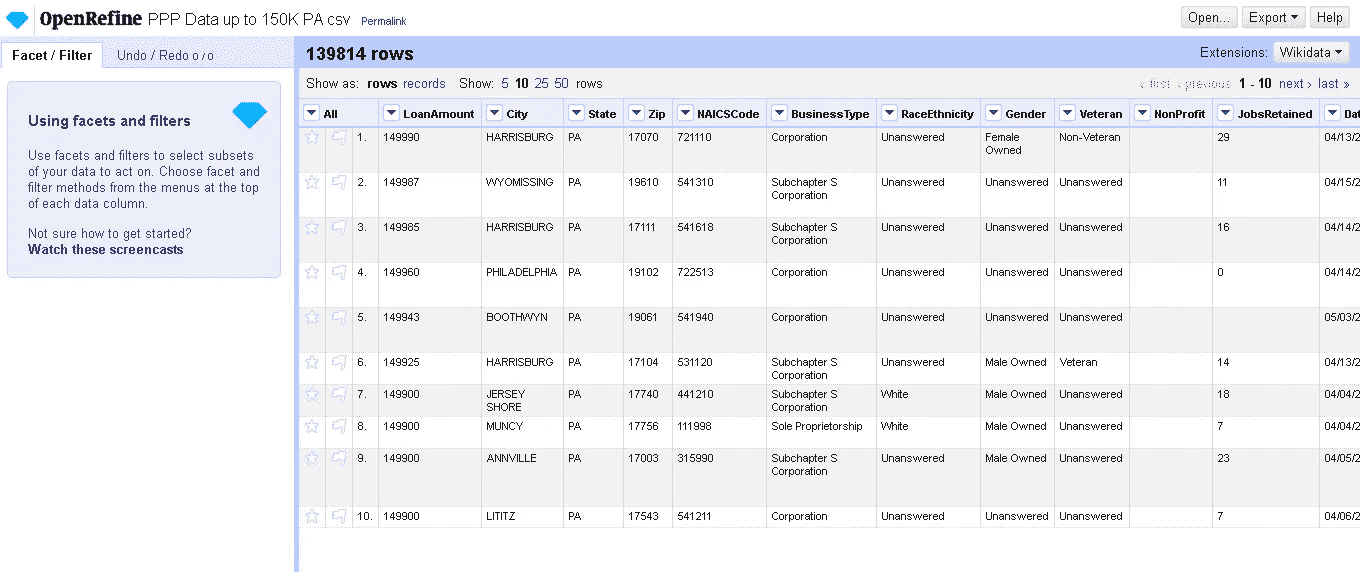 OpenRefine PPP Data up to 150K PA csv Permalink Open... Export Help
Facet / Filter Undo / Redo 0 / 0 139814 rows Extensions: Wikidata
Show as: rows records Show: 5 10 25 50 rows « first ‹ previous 1 - 10 next › last »
Using facets and filters
Use facets and filters to select subsets
of your data to act on. Choose facet and
filter methods from the menus at the top
of each data column.
Not sure how to get started?
Watch these screencasts
All LoanAmount City State Zip NAICSCode BusinessType RaceEthnicity Gender Veteran NonProfit JobsRetained Dat
1. 149990 HARRISBURG PA 17070 721110 Corporation Unanswered Female Non-Veteran 29 04/13/2
Owned
2. 149987 WYOMISSING PA 19610 541310 Subchapter S Unanswered Unanswered Unanswered 11 04/15/2
Corporation
3. 149985 HARRISBURG PA 17111 541618 Subchapter S Unanswered Unanswered Unanswered 16 04/14/2
Corporation
4. 149960 PHILADELPHIA PA 19102 722513 Corporation Unanswered Unanswered Unanswered 0 04/14/2
5. 149943 BOOTHWYN PA 19061 541940 Corporation Unanswered Unanswered Unanswered 05/03/2
6. 149925 HARRISBURG PA 17104 531120 Subchapter S Unanswered Male Owned Veteran 14 04/13/2
Corporation
7. 149900 JERSEY PA 17740 441210 Subchapter S White Male Owned Unanswered 18 04/04/2
SHORE Corporation
8. 149900 MUNCY PA 17756 111998 Sole Proprietorship White Male Owned Unanswered 7 04/04/2
9. 149900 ANNVILLE PA 17003 315990 Subchapter S Unanswered Male Owned Unanswered 23 04/05/2
Corporation
10. 149900 LITITZ PA 17543 541211 Corporation Unanswered Unanswered Unanswered 7 04/06/2